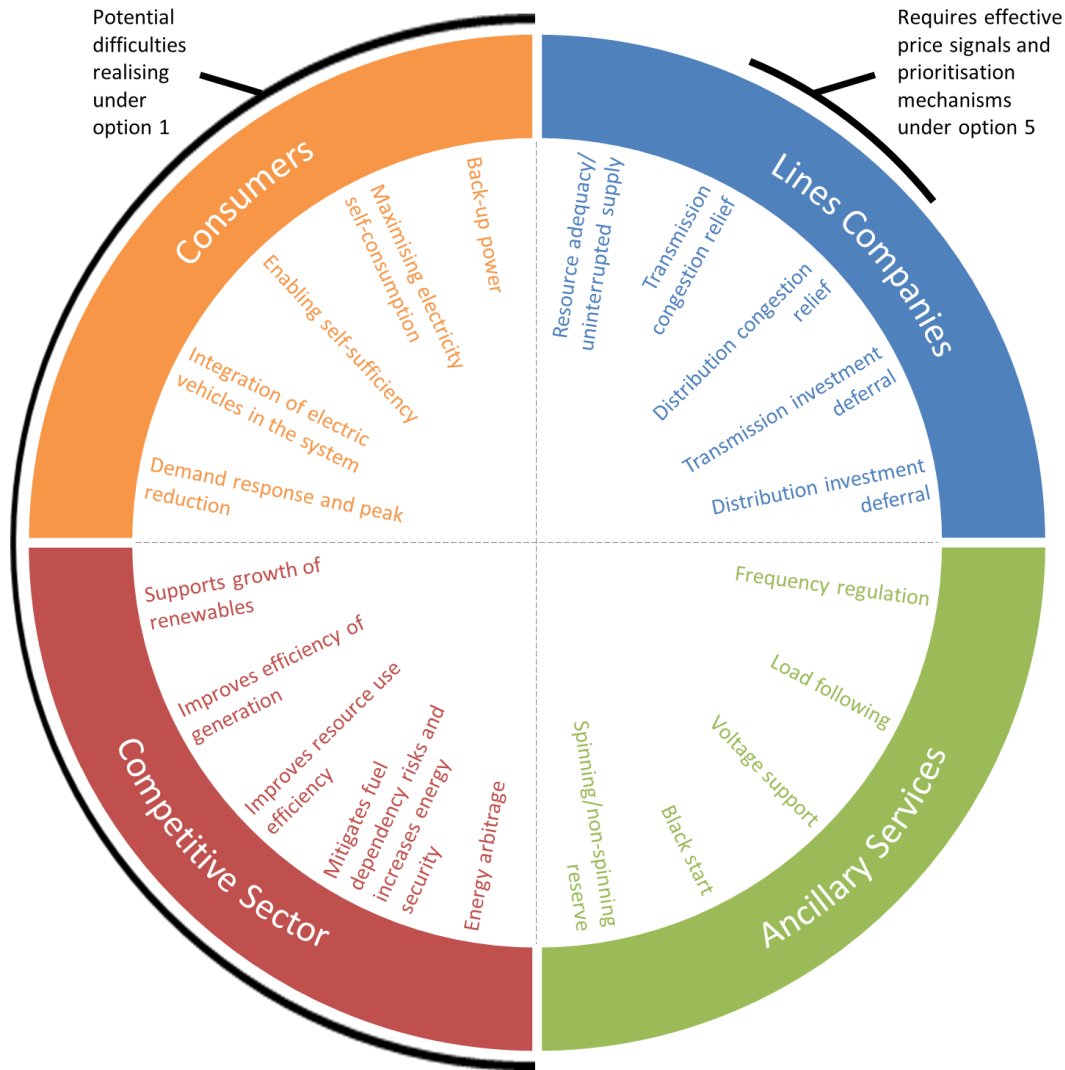 Potential
difficulties
realising
under
option 1
Requires effective
price signals and
prioritisation
mechanisms
under option 5
Consumers
Back-up power
Maximising electricity
self-consumption
Enabling self-sufficiency
Integration of electric
vehicles in the system
Demand response and peak
reduction
Lines Companies
Resource adequacy/
uninterrupted supply
Transmission
congestion relief
Distribution congestion
relief
Transmission investment
deferral
Distribution investment
deferral
Competitive Sector
Supports growth of
renewables
Improves efficiency of
generation
Improves resource use
efficiency
Mitigates fuel
dependency risks and
increases energy
security
Energy arbitrage
Ancillary Services
Frequency regulation
Load following
Voltage support
Black start
Spinning/non-spinning
reserve